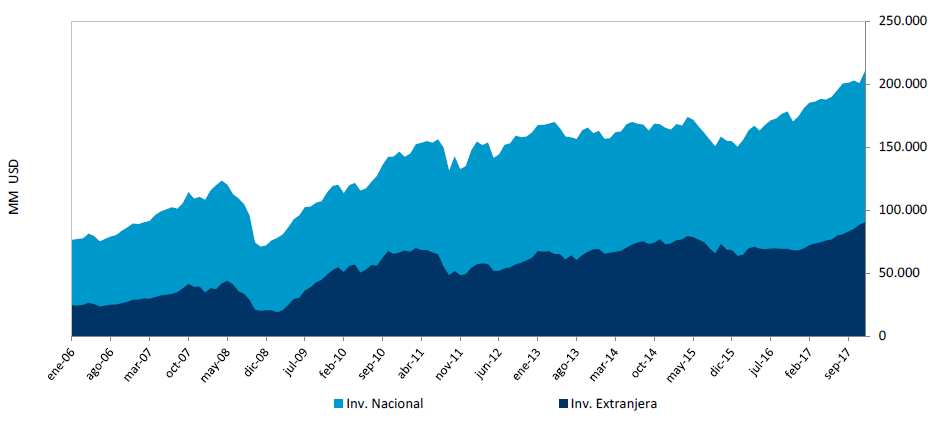 250.000
200.000
150.000
100.000
50.000
0
MM USD
ene-06 ago-06 mar-07 oct-07 may-08 dic-08 jul-09 feb-10 sep-10 abr-11 nov-11 jun-12 ene-13 ago-13 mar-14 oct-14 may-15 dic-15 jul-16 feb-17 sep-17
Inv. Nacional Inv. Extranjera